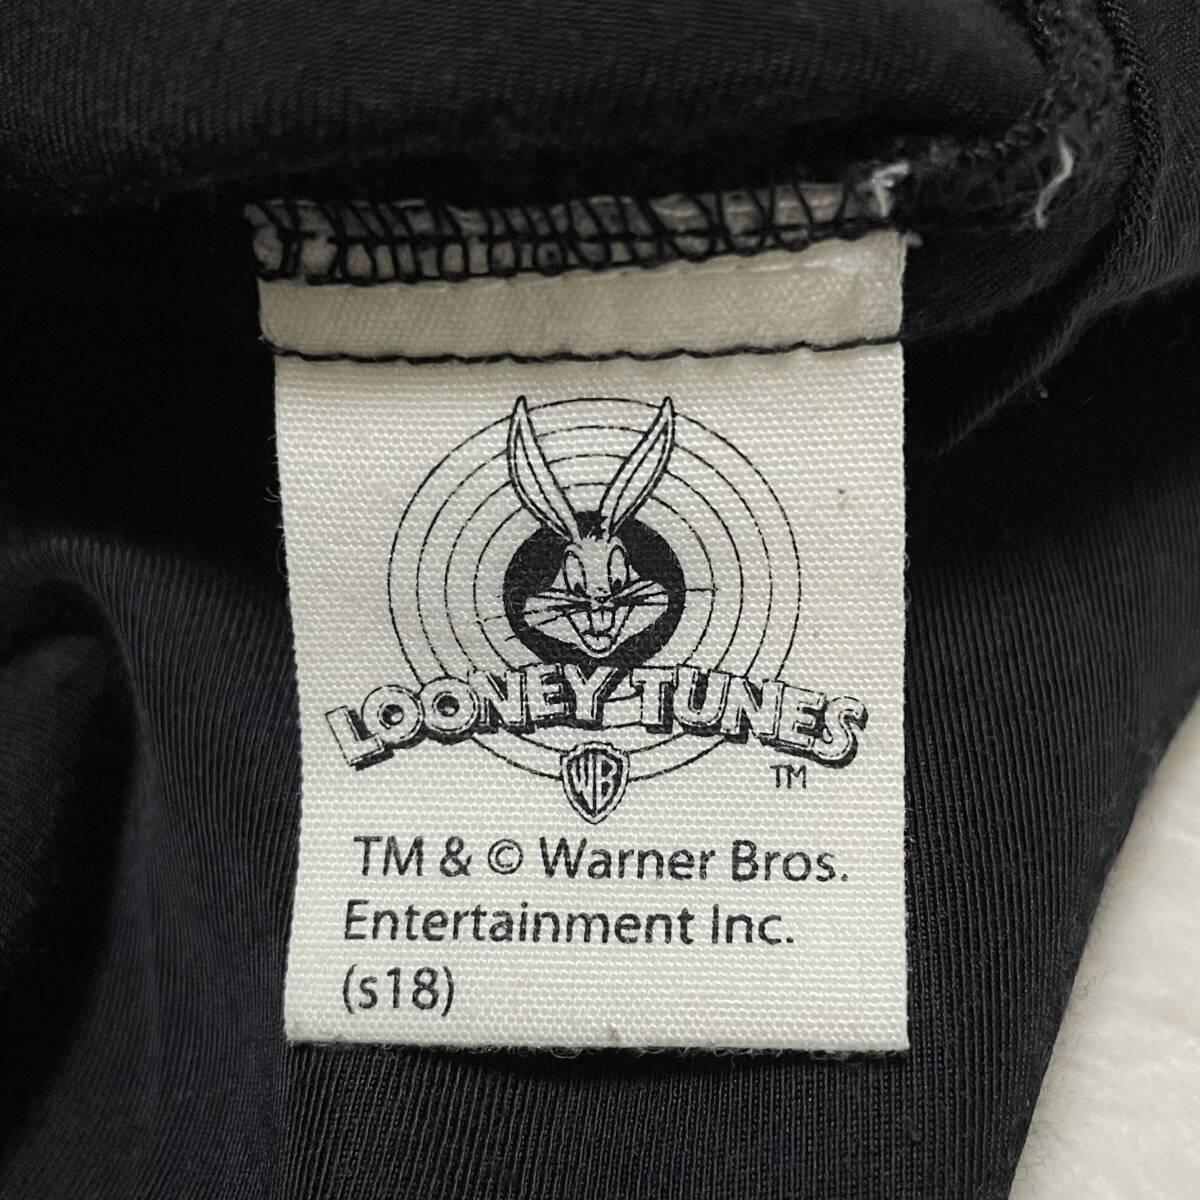 LOONEY TUNES
WB
TM
TM & © Warner Bros.
Entertainment Inc.
(s18)